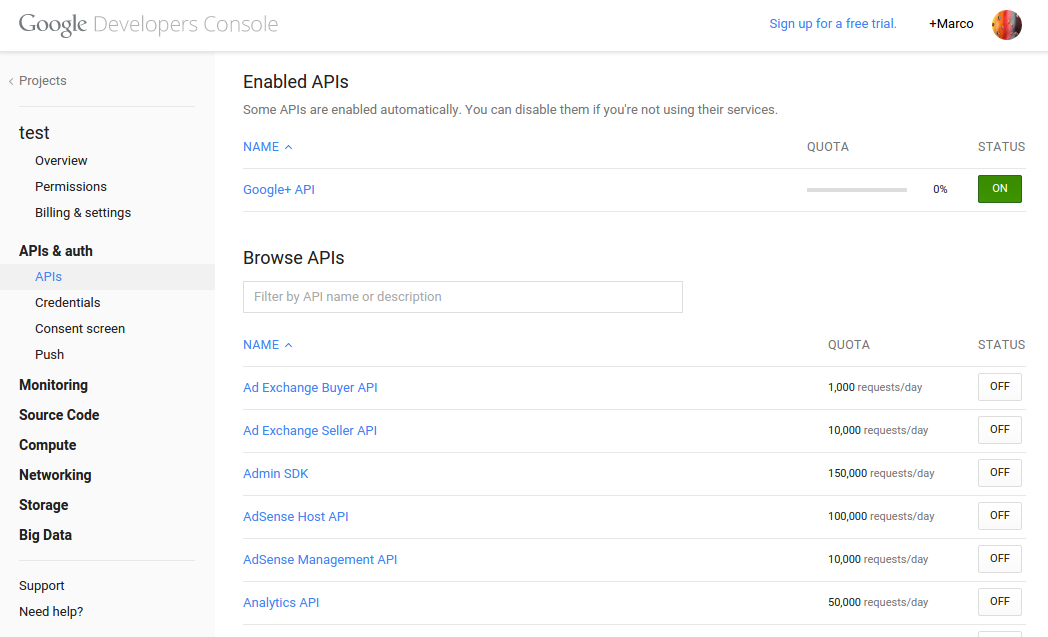 Google Developers Console
Sign up for a free trial.
+Marco
Projects
test
Overview
Permissions
Billing & settings
APIs & auth
APIs
Credentials
Consent screen
Push
Monitoring
Source Code
Compute
Networking
Storage
Big Data
Support
Need help?
Enabled APIs
Some APIs are enabled automatically. You can disable them if you're not using their services.
NAME QUOTA STATUS
Google+ API 0% ON
Browse APIs
Filter by API name or description
NAME QUOTA STATUS
Ad Exchange Buyer API 1,000 requests/day OFF
Ad Exchange Seller API 10,000 requests/day OFF
Admin SDK 150,000 requests/day OFF
AdSense Host API 100,000 requests/day OFF
AdSense Management API 10,000 requests/day OFF
Analytics API 50,000 requests/day OFF